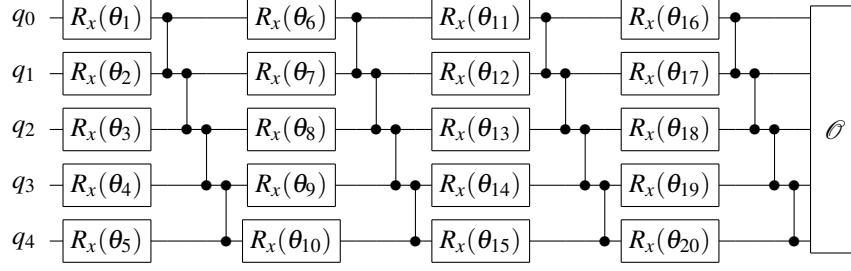 q₀ Rₓ(θ₁) Rₓ(θ₆) Rₓ(θ₁₁) Rₓ(θ₁₆)
q₁ Rₓ(θ₂) Rₓ(θ₇) Rₓ(θ₁₂) Rₓ(θ₁₇)
q₂ Rₓ(θ₃) Rₓ(θ₈) Rₓ(θ₁₃) Rₓ(θ₁₈) 𝒪
q₃ Rₓ(θ₄) Rₓ(θ₉) Rₓ(θ₁₄) Rₓ(θ₁₉)
q₄ Rₓ(θ₅) Rₓ(θ₁₀) Rₓ(θ₁₅) Rₓ(θ₂₀)